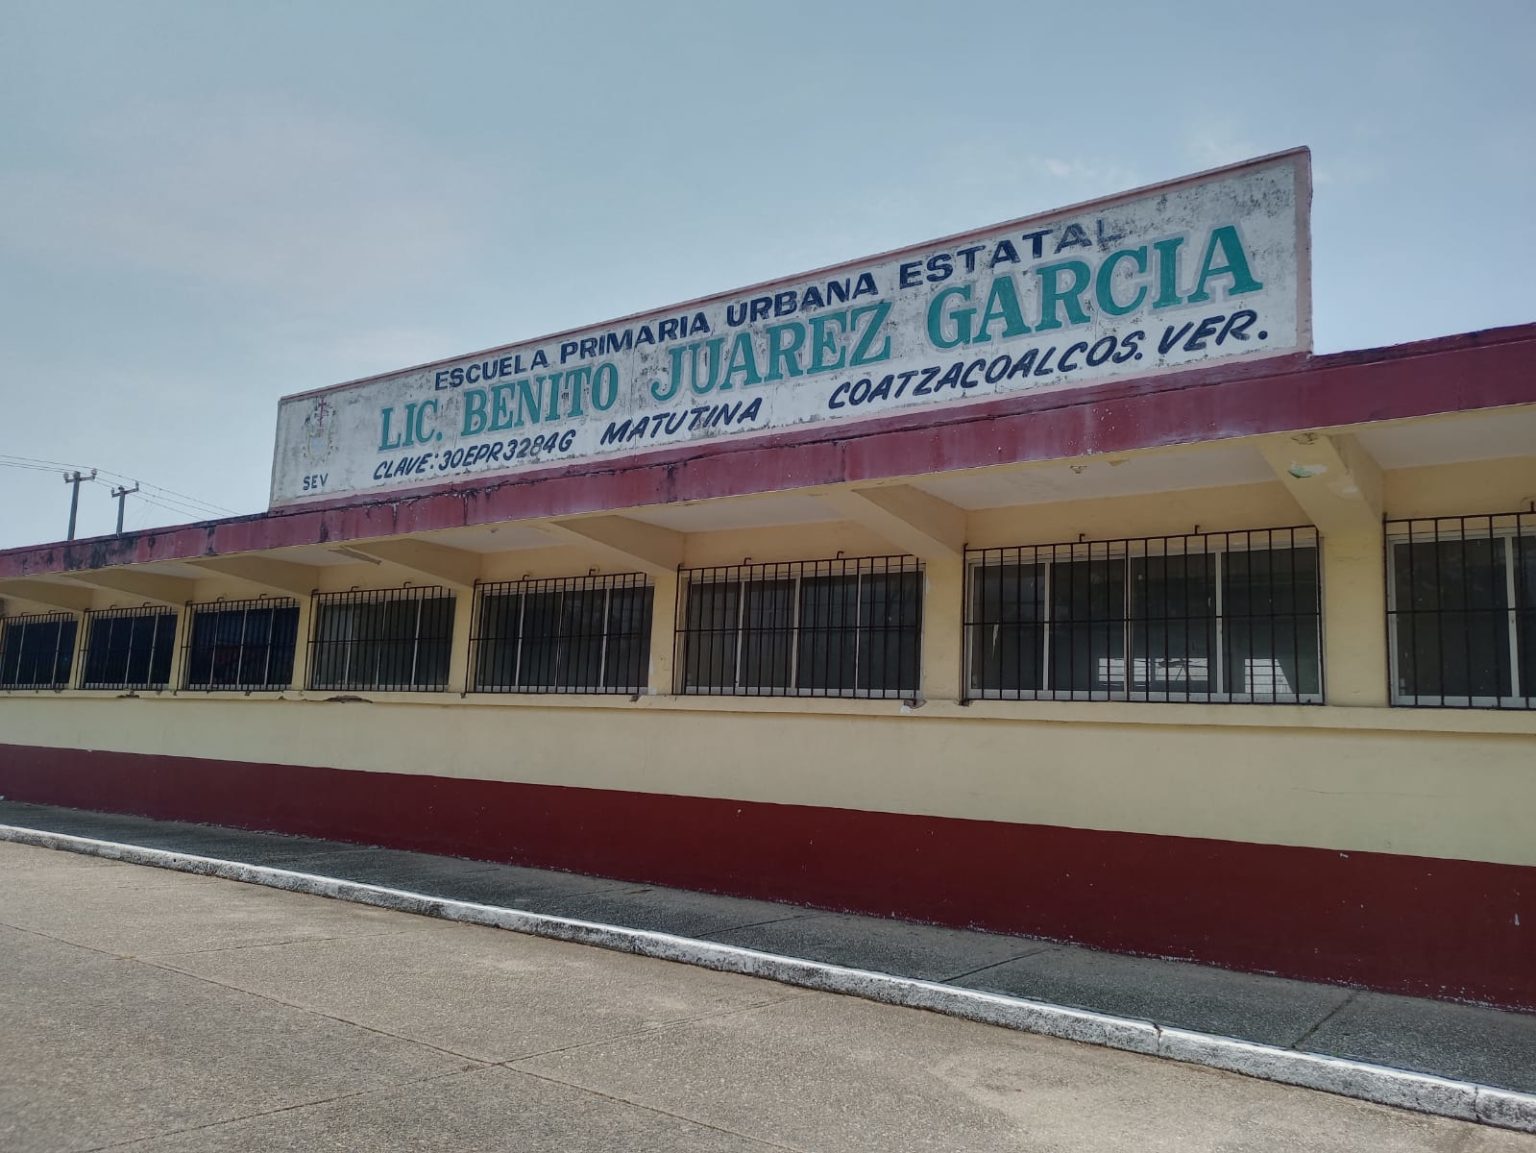 ESCUELA PRIMARIA URBANA ESTATAL
LIC. BENITO JUAREZ GARCIA
CLAVE: 30EPR3284G MATUTINA COATZACOALCOS. VER.
SEV